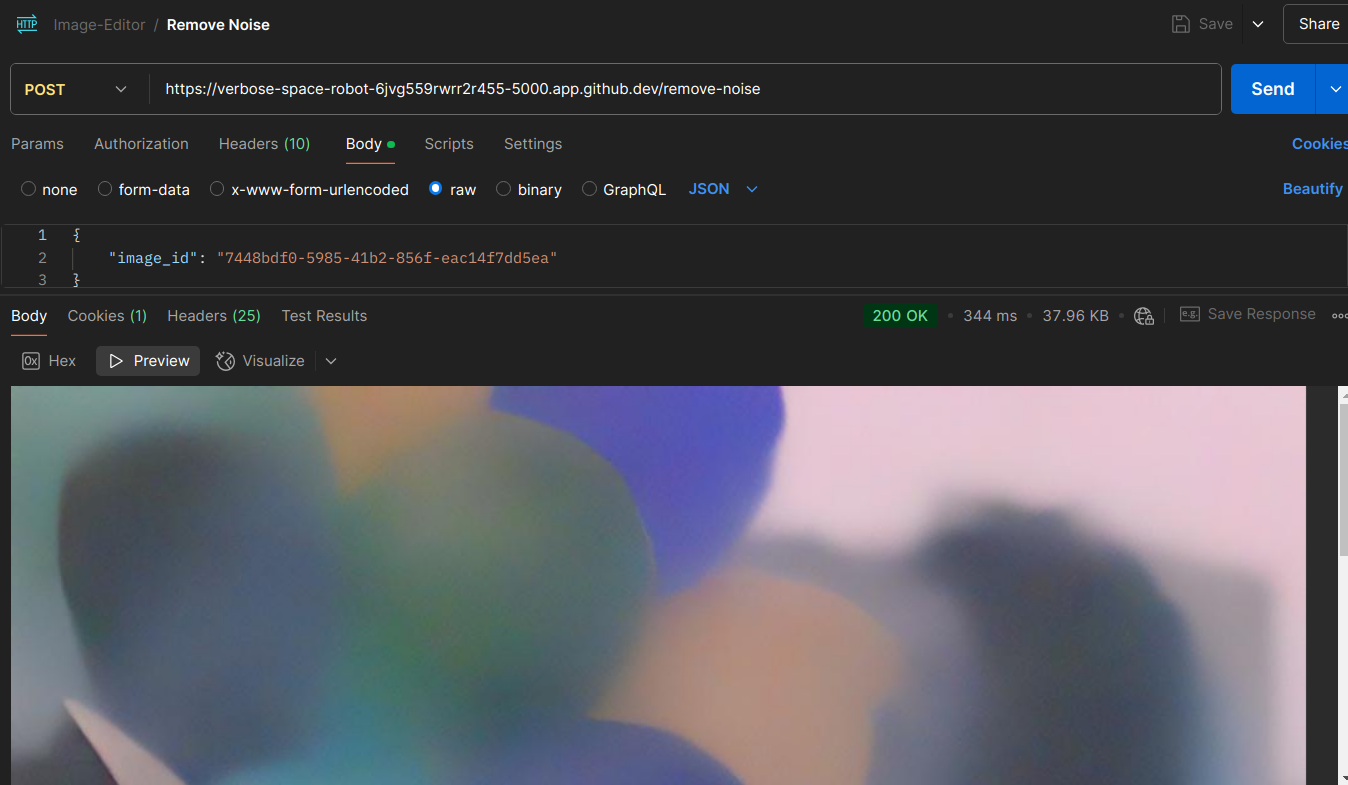 HTTP Image-Editor / Remove Noise Save Share
POST https://verbose-space-robot-6jvg559rwrr2r455-5000.app.github.dev/remove-noise Send
Params Authorization Headers (10) Body Scripts Settings Cookies
none form-data x-www-form-urlencoded raw binary GraphQL JSON Beautify
1 {
2 "image_id": "7448bdf0-5985-41b2-856f-eac14f7dd5ea"
3 }
Body Cookies (1) Headers (25) Test Results 200 OK • 344 ms • 37.96 KB • e.g. Save Response
0x Hex Preview Visualize